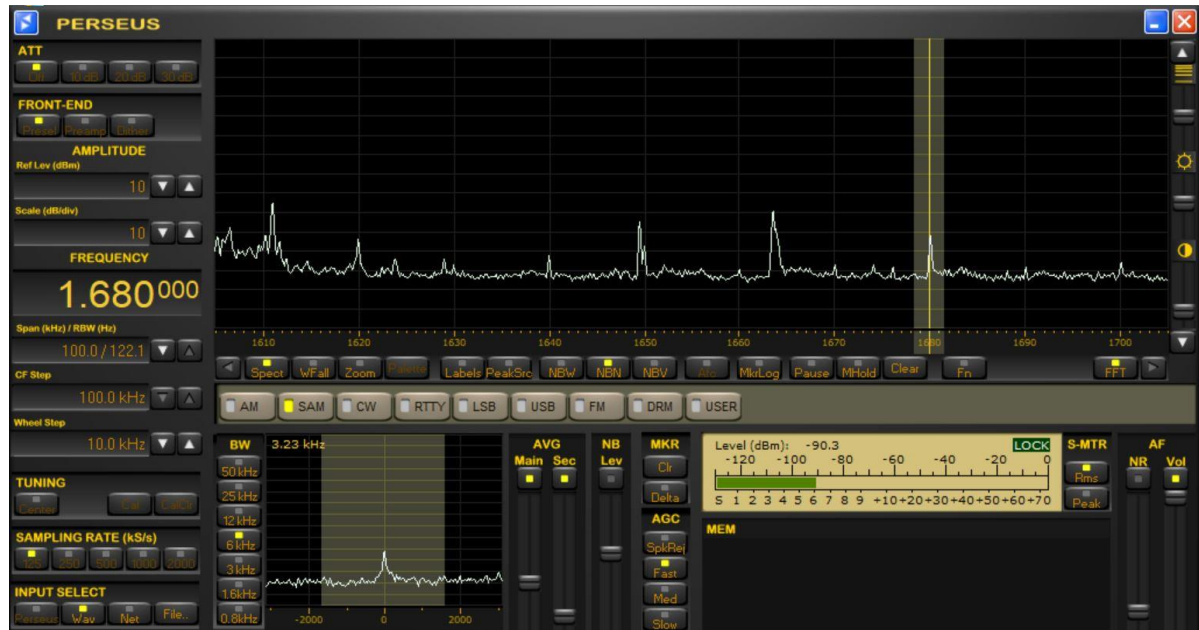 PERSEUS
ATT
Off 10 dB 20 dB 30 dB
FRONT-END
Presel Preamp Dither
AMPLITUDE
Ref Lev (dBm)
10
Scale (dB/div)
10
FREQUENCY
1.680000
Span (kHz) / RBW (Hz)
100.0 / 122.1
CF Step
100.0 kHz
Wheel Step
10.0 kHz
TUNING
Center Car CalClr
SAMPLING RATE (kS/s)
125 250 500 1000 2000
INPUT SELECT
Perseus Wav Net File..
1610 1620 1630 1640 1650 1660 1670 1680 1690 1700
Spect WFall Zoom Labels PeakSrc NBW NBN NBV MkrLog Pause MHold Clear Fn FFT
AM SAM CW RTTY LSB USB FM DRM USER
BW 3.23 kHz
50 kHz
25 kHz
12 kHz
6 kHz
3 kHz
1.6kHz
0.8kHz
-2000 0 2000
AVG
Main Sec
NB
Lev
MKR
Clr
Delta
AGC
SpkRej
Fast
Med
Slow
Level (dBm): -90.3 LOCK
-120 -100 -80 -60 -40 -20 0
S 1 2 3 4 5 6 7 8 9 +10+20+30+40+50+60+70
MEM
S-MTR
Rms
Peak
AF
NR Vol